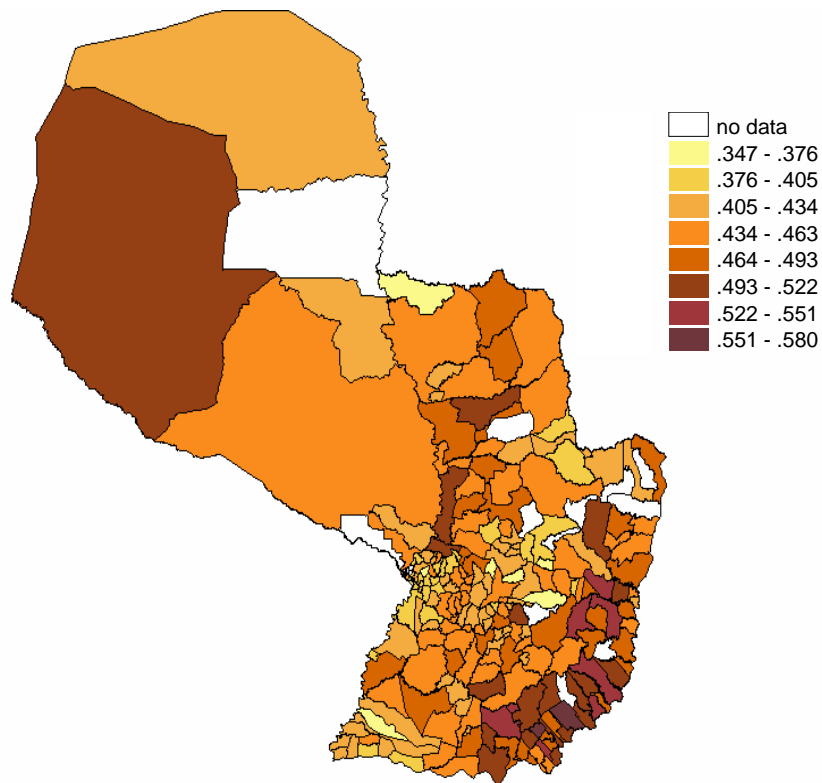 no data
.347 - .376
.376 - .405
.405 - .434
.434 - .463
.464 - .493
.493 - .522
.522 - .551
.551 - .580